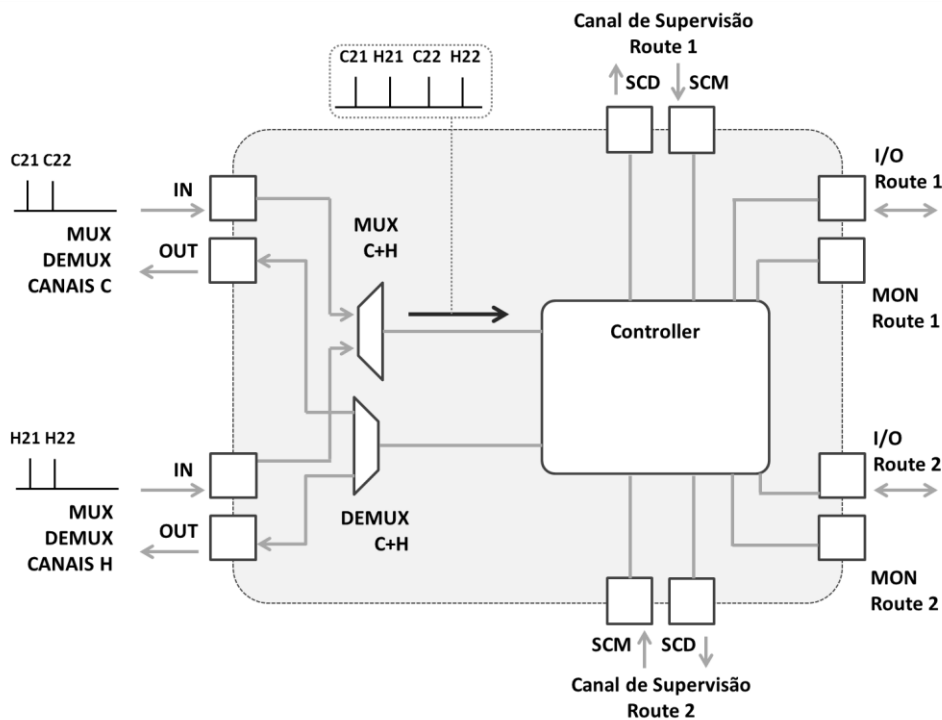 Canal de Supervisão
Route 1
SCD
SCM
C21 H21 C22 H22
C21 C22
IN
MUX
DEMUX
CANAIS C
OUT
MUX
C+H
I/O
Route 1
MON
Route 1
Controller
H21 H22
IN
MUX
DEMUX
CANAIS H
OUT
DEMUX
C+H
I/O
Route 2
MON
Route 2
SCM
SCD
Canal de Supervisão
Route 2